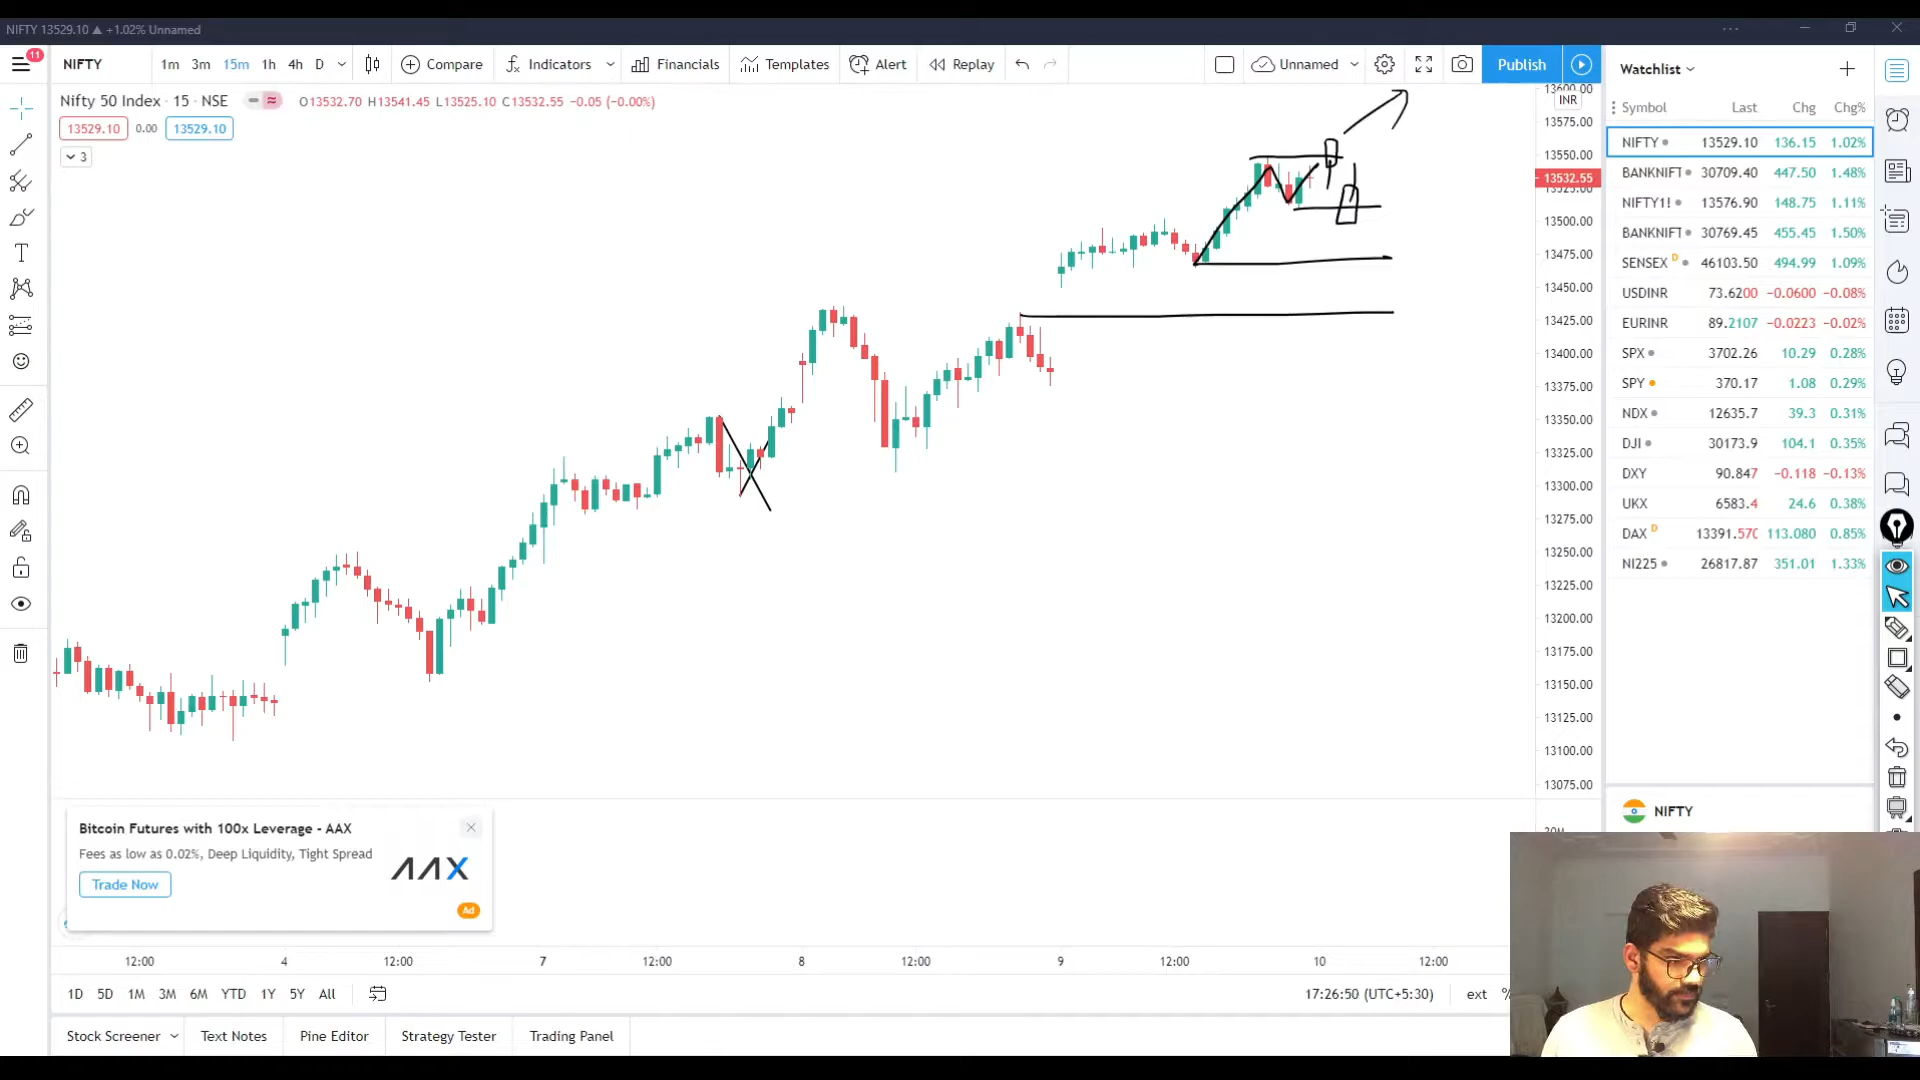 NIFTY 13529.10 ▲ +1.02% Unnamed
11
NIFTY 1m 3m 15m 1h 4h D Compare Indicators Financials Templates Alert Replay Unnamed Publish
Nifty 50 Index · 15 · NSE O13532.70 H13541.45 L13525.10 C13532.55 −0.05 (−0.00%)
13529.10 0.00 13529.10
3
13600.00
INR
13575.00
13550.00
13532.55
13525.00
13500.00
13475.00
13450.00
13425.00
13400.00
13375.00
13350.00
13325.00
13300.00
13275.00
13250.00
13225.00
13200.00
13175.00
13150.00
13125.00
13100.00
13075.00
Watchlist
Symbol Last Chg Chg%
NIFTY 13529.10 136.15 1.02%
BANKNIFT 30709.40 447.50 1.48%
NIFTY1! 13576.90 148.75 1.11%
BANKNIFT 30769.45 455.45 1.50%
SENSEX D 46103.50 494.99 1.09%
USDINR 73.6200 −0.0600 −0.08%
EURINR 89.2107 −0.0223 −0.02%
SPX 3702.26 10.29 0.28%
SPY 370.17 1.08 0.29%
NDX 12635.7 39.3 0.31%
DJI 30173.9 104.1 0.35%
DXY 90.847 −0.118 −0.13%
UKX 6583.4 24.6 0.38%
DAX D 13391.570 113.080 0.85%
NI225 26817.87 351.01 1.33%
NIFTY
Bitcoin Futures with 100x Leverage - AAX
Fees as low as 0.02%, Deep Liquidity, Tight Spread
AAX
Trade Now
Ad
12:00 4 12:00 7 12:00 8 12:00 9 12:00 10 12:00
1D 5D 1M 3M 6M YTD 1Y 5Y All 17:26:50 (UTC+5:30) ext %
Stock Screener Text Notes Pine Editor Strategy Tester Trading Panel